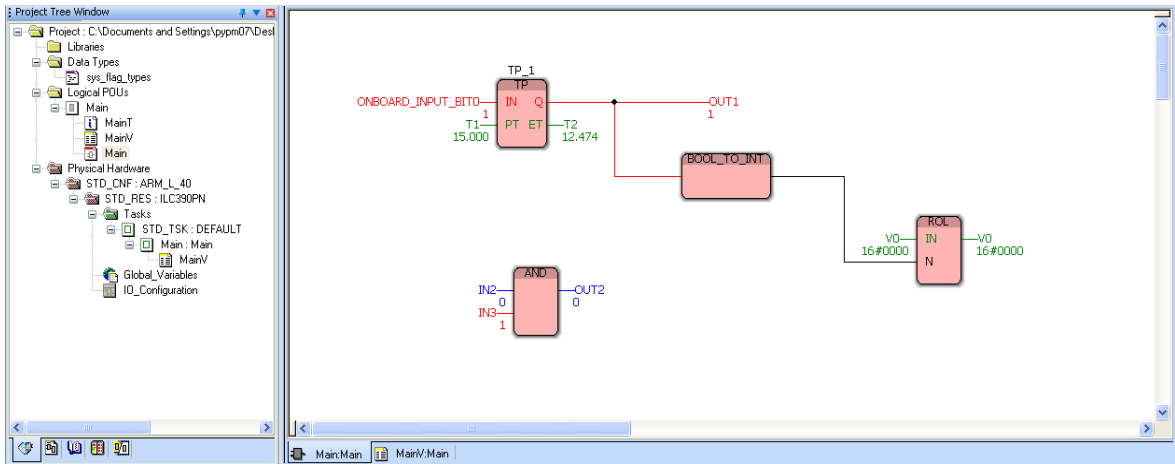 Project Tree Window
Project : C:\Documents and Settings\pypm07\Desl
Libraries
Data Types
sys_flag_types
Logical POUs
Main
MainT
MainV
Main
Physical Hardware
STD_CNF : ARM_L_40
STD_RES : ILC390PN
Tasks
STD_TSK : DEFAULT
Main : Main
MainV
Global_Variables
IO_Configuration
TP_1
TP
ONBOARD_INPUT_BIT0 IN Q OUT1
1 1
T1 PT ET T2
15.000 12.474
BOOL_TO_INT
ROL
V0 IN V0
16#0000 16#0000
N
AND
IN2 OUT2
0 0
IN3
1
Main:Main MainV:Main